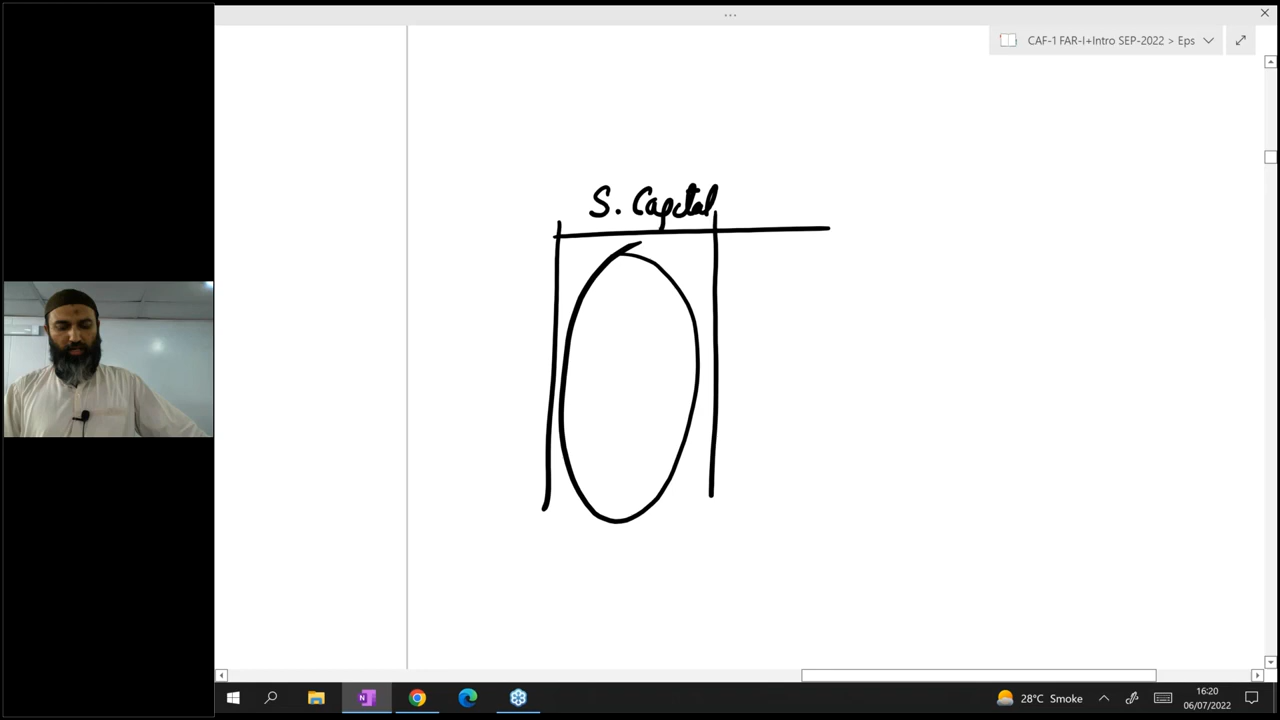 CAF-1 FAR-I+Intro SEP-2022 > Eps
S. Capital
28°C Smoke
16:20
06/07/2022